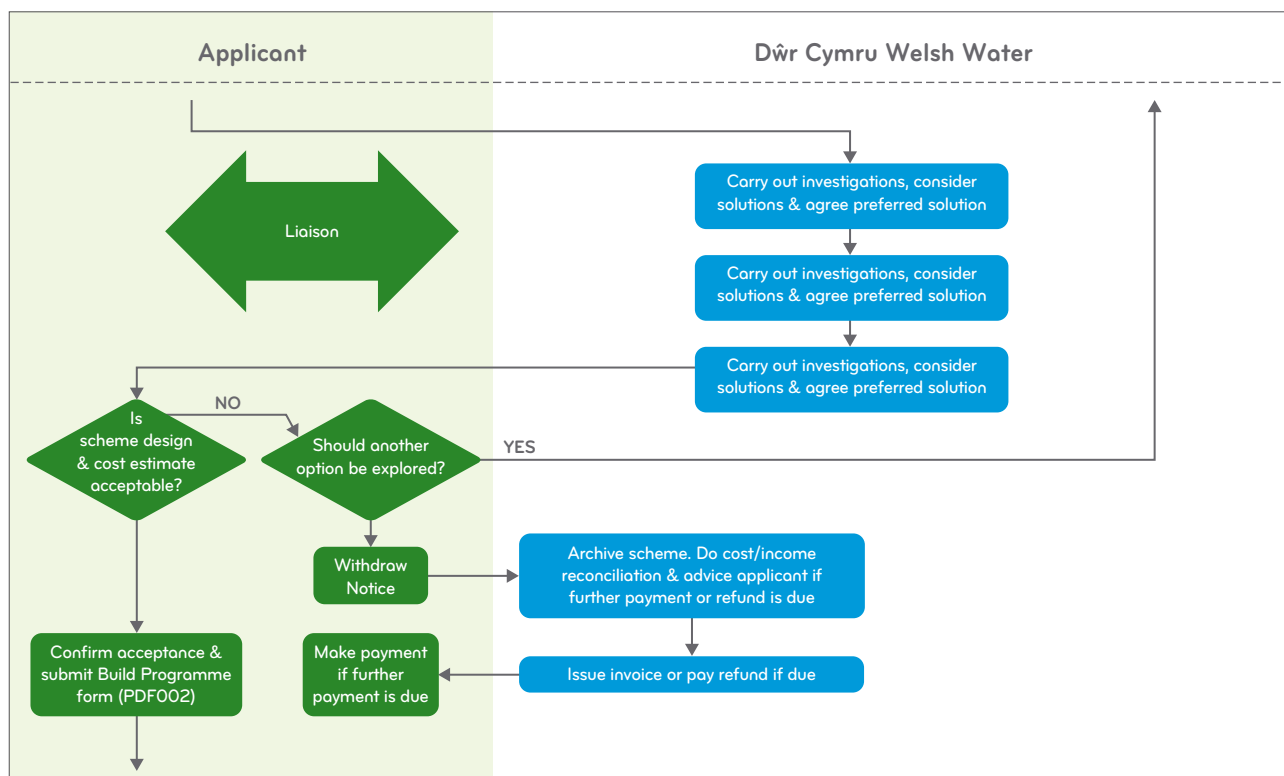 Applicant
Dŵr Cymru Welsh Water
Carry out investigations, consider
solutions & agree preferred solution
Liaison
Carry out investigations, consider
solutions & agree preferred solution
Carry out investigations, consider
solutions & agree preferred solution
Is
scheme design
& cost estimate
acceptable?
NO
Should another
option be explored?
YES
Withdraw
Notice
Archive scheme. Do cost/income
reconciliation & advice applicant if
further payment or refund is due
Confirm acceptance &
submit Build Programme
form (PDF002)
Make payment
if further
payment is due
Issue invoice or pay refund if due